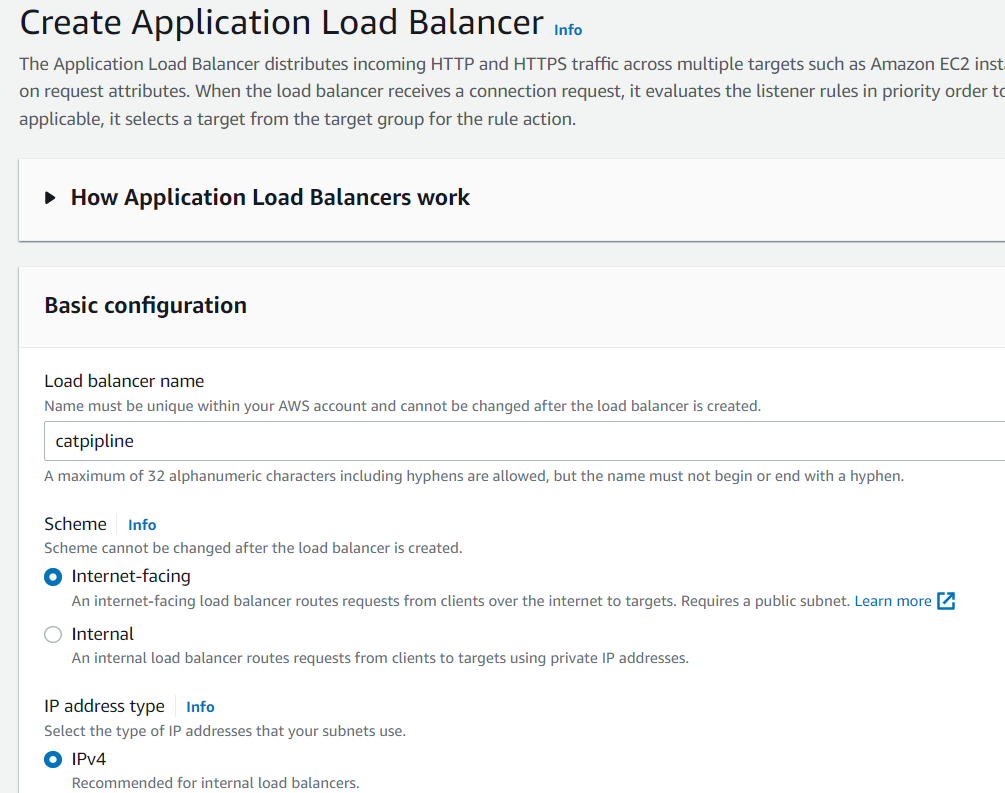 Create Application Load Balancer Info
The Application Load Balancer distributes incoming HTTP and HTTPS traffic across multiple targets such as Amazon EC2
on request attributes. When the load balancer receives a connection request, it evaluates the listener rules in priority order
applicable, it selects a target from the target group for the rule action.
How Application Load Balancers work
Basic configuration
Load balancer name
Name must be unique within your AWS account and cannot be changed after the load balancer is created.
catpipline
A maximum of 32 alphanumeric characters including hyphens are allowed, but the name must not begin or end with a hyphen.
Scheme Info
Scheme cannot be changed after the load balancer is created.
Internet-facing
An internet-facing load balancer routes requests from clients over the internet to targets. Requires a public subnet. Learn more
Internal
An internal load balancer routes requests from clients to targets using private IP addresses.
IP address type Info
Select the type of IP addresses that your subnets use.
IPv4
Recommended for internal load balancers.